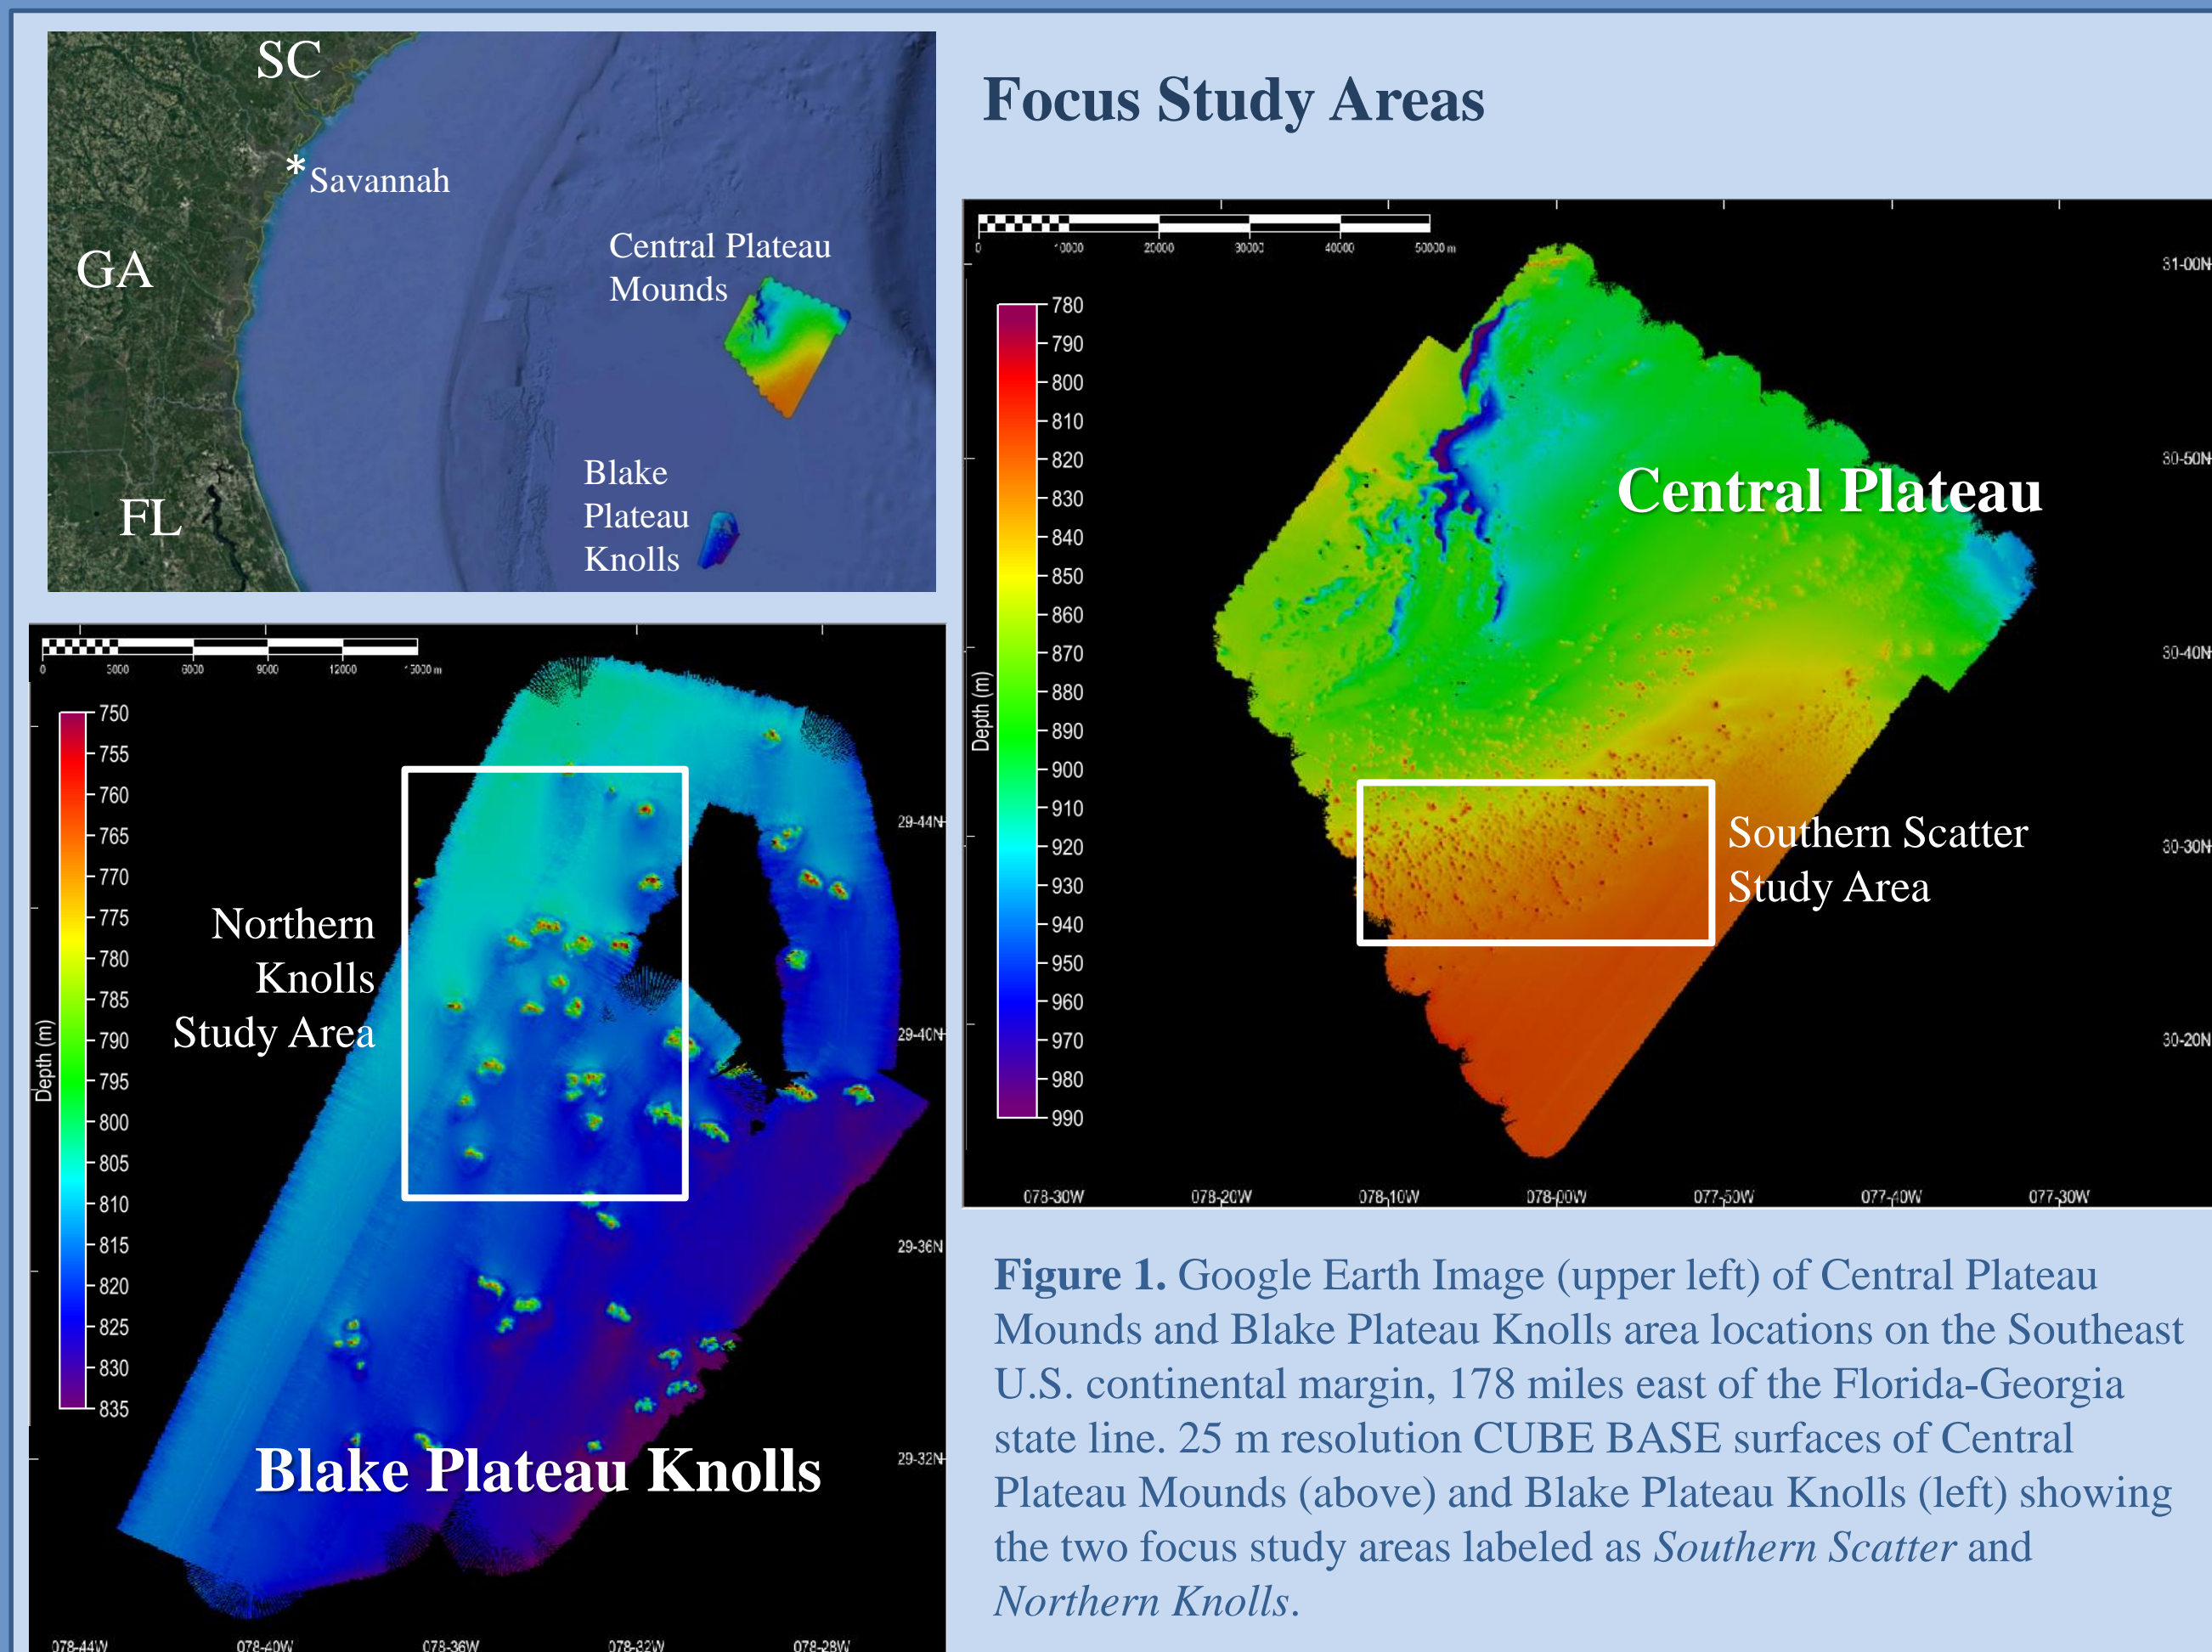 SC
*Savannah
GA
FL
Central Plateau
Mounds
Blake
Plateau
Knolls
Focus Study Areas
0 10000 20000 30000 40000 50000 m
Depth (m)
780
790
800
810
820
830
840
850
860
870
880
890
900
910
920
930
940
950
960
970
980
990
Central Plateau
Southern Scatter
Study Area
31-00N
30-50N
30-40N
30-30N
30-20N
078-30W 078-20W 078-10W 078-00W 077-50W 077-40W 077-30W
0 3000 6000 9000 12000 15000 m
Depth (m)
750
755
760
765
770
775
780
785
790
795
800
805
810
815
820
825
830
835
Northern
Knolls
Study Area
Blake Plateau Knolls
29-44N
29-40N
29-36N
29-32N
078-44W 078-40W 078-36W 078-32W 078-28W
Figure 1. Google Earth Image (upper left) of Central Plateau
Mounds and Blake Plateau Knolls area locations on the Southeast
U.S. continental margin, 178 miles east of the Florida-Georgia
state line. 25 m resolution CUBE BASE surfaces of Central
Plateau Mounds (above) and Blake Plateau Knolls (left) showing
the two focus study areas labeled as Southern Scatter and
Northern Knolls.